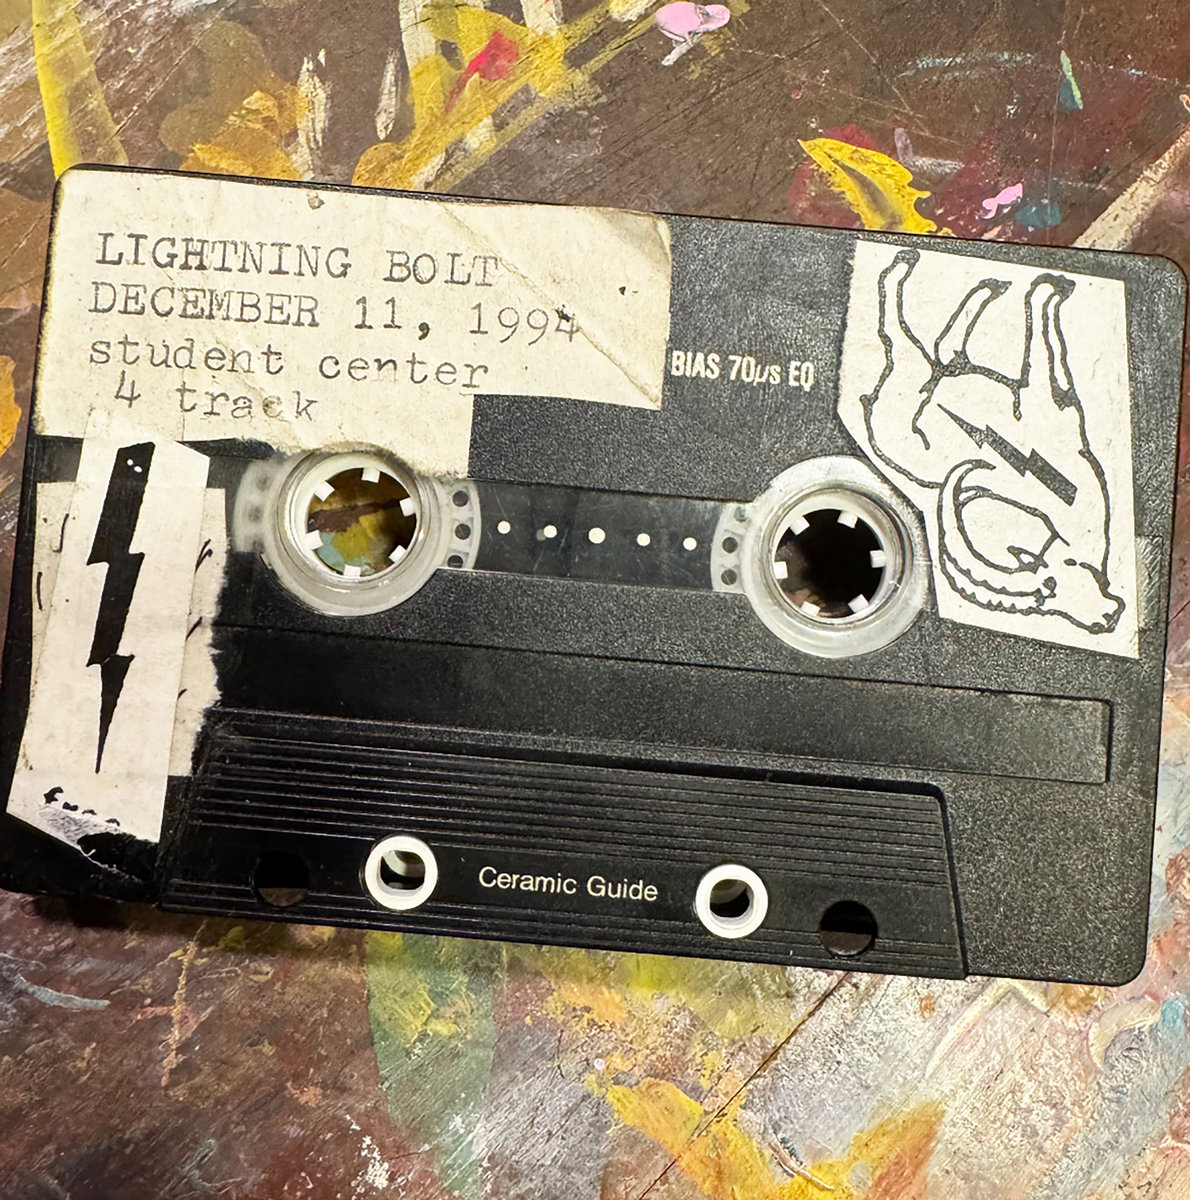 LIGHTNING BOLT
DECEMBER 11, 1994
student center
4 track
BIAS 70µs EQ
Ceramic Guide